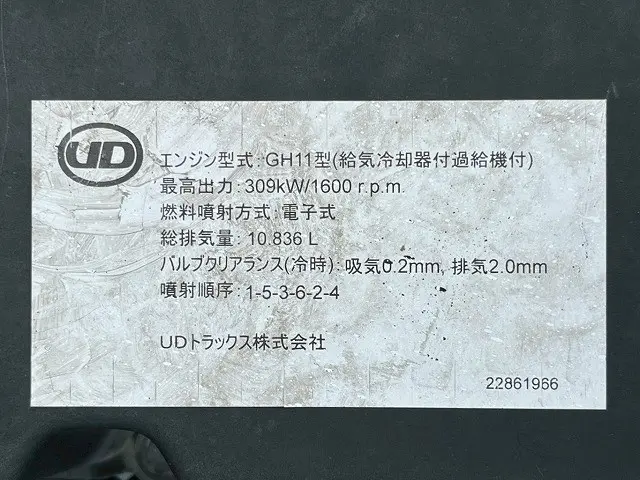 UD
エンジン型式:GH11型(給気冷却器付過給機付)
最高出力:309kW/1600 r.p.m.
燃料噴射方式:電子式
総排気量:10.836 L
バルブクリアランス(冷時):吸気0.2mm, 排気2.0mm
噴射順序:1-5-3-6-2-4
UDトラックス株式会社
22861966